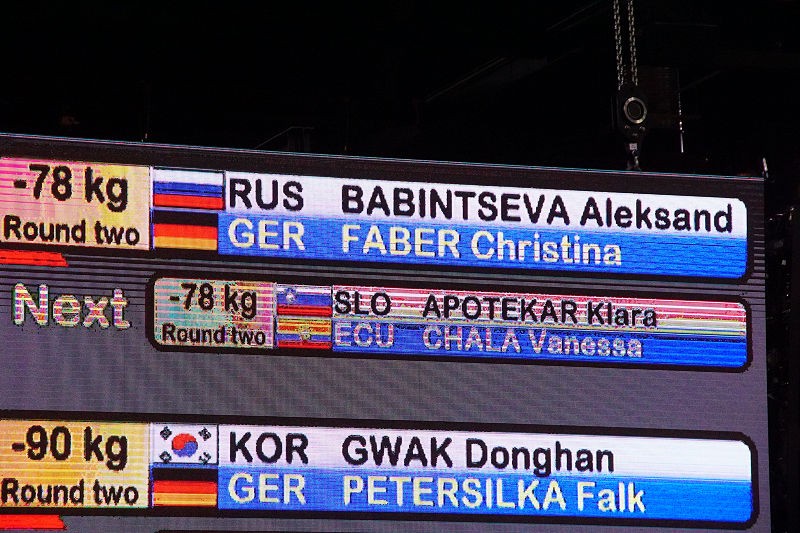 -78 kg RUS BABINTSEVA Aleksand
Round two GER FABER Christina
Next -78 kg SLO APOTEKAR Klara
Round two ECU CHALA Vanessa
-90 kg KOR GWAK Donghan
Round two GER PETERSILKA Falk